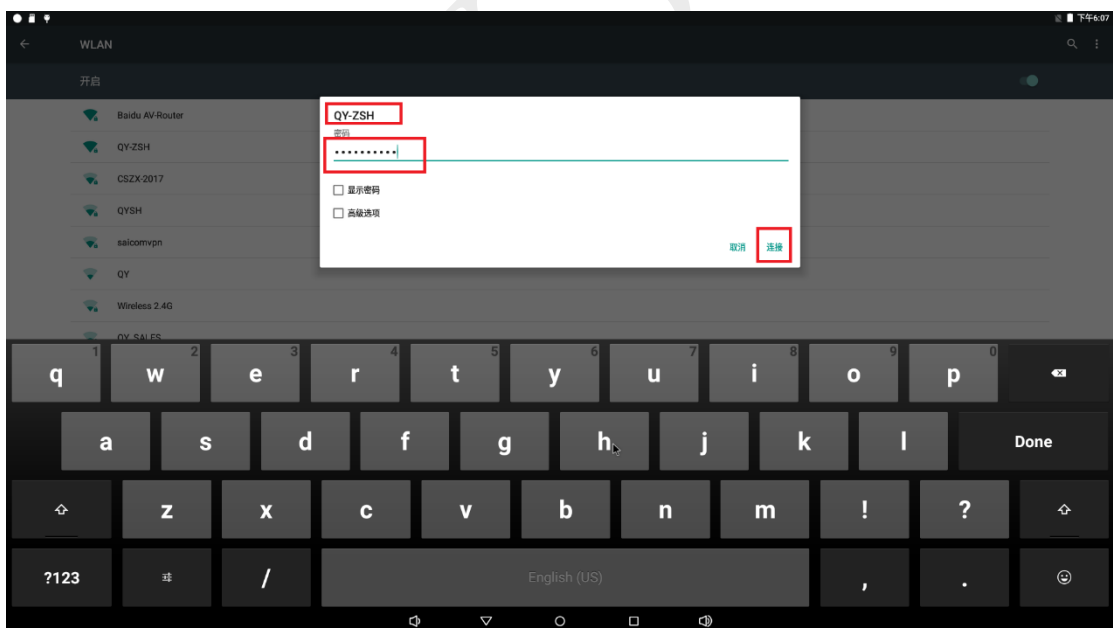 下午6:07
WLAN
开启
Baidu AV-Router
QY-ZSH
CSZX-2017
QYSH
saicomvpn
QY
Wireless 2.4G
QY_SALES
QY-ZSH
密码
••••••••••
显示密码
高级选项
取消 连接
1 2 3 4 5 6 7 8 9 0
q w e r t y u i o p
a s d f g h j k l Done
z x c v b n m ! ?
?123 / English (US) , .